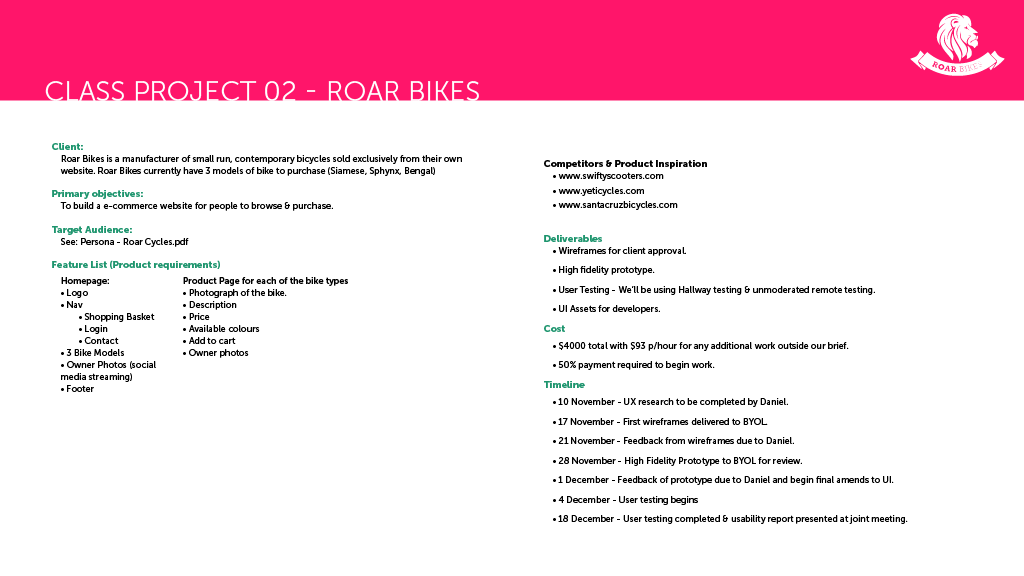 ROAR BIKES
CLASS PROJECT 02 - ROAR BIKES
Client:
Roar Bikes is a manufacturer of small run, contemporary bicycles sold exclusively from their own
website. Roar Bikes currently have 3 models of bike to purchase (Siamese, Sphynx, Bengal)
Primary objectives:
To build a e-commerce website for people to browse & purchase.
Target Audience:
See: Persona - Roar Cycles.pdf
Feature List (Product requirements)
Homepage:
• Logo
• Nav
• Shopping Basket
• Login
• Contact
• 3 Bike Models
• Owner Photos (social
media streaming)
• Footer
Product Page for each of the bike types
• Photograph of the bike.
• Description
• Price
• Available colours
• Add to cart
• Owner photos
Competitors & Product Inspiration
• www.swiftyscooters.com
• www.yeticycles.com
• www.santacruzbicycles.com
Deliverables
• Wireframes for client approval.
• High fidelity prototype.
• User Testing - We'll be using Hallway testing & unmoderated remote testing.
• UI Assets for developers.
Cost
• $4000 total with $93 p/hour for any additional work outside our brief.
• 50% payment required to begin work.
Timeline
• 10 November - UX research to be completed by Daniel.
• 17 November - First wireframes delivered to BYOL.
• 21 November - Feedback from wireframes due to Daniel.
• 28 November - High Fidelity Prototype to BYOL for review.
• 1 December - Feedback of prototype due to Daniel and begin final amends to UI.
• 4 December - User testing begins
• 18 December - User testing completed & usability report presented at joint meeting.